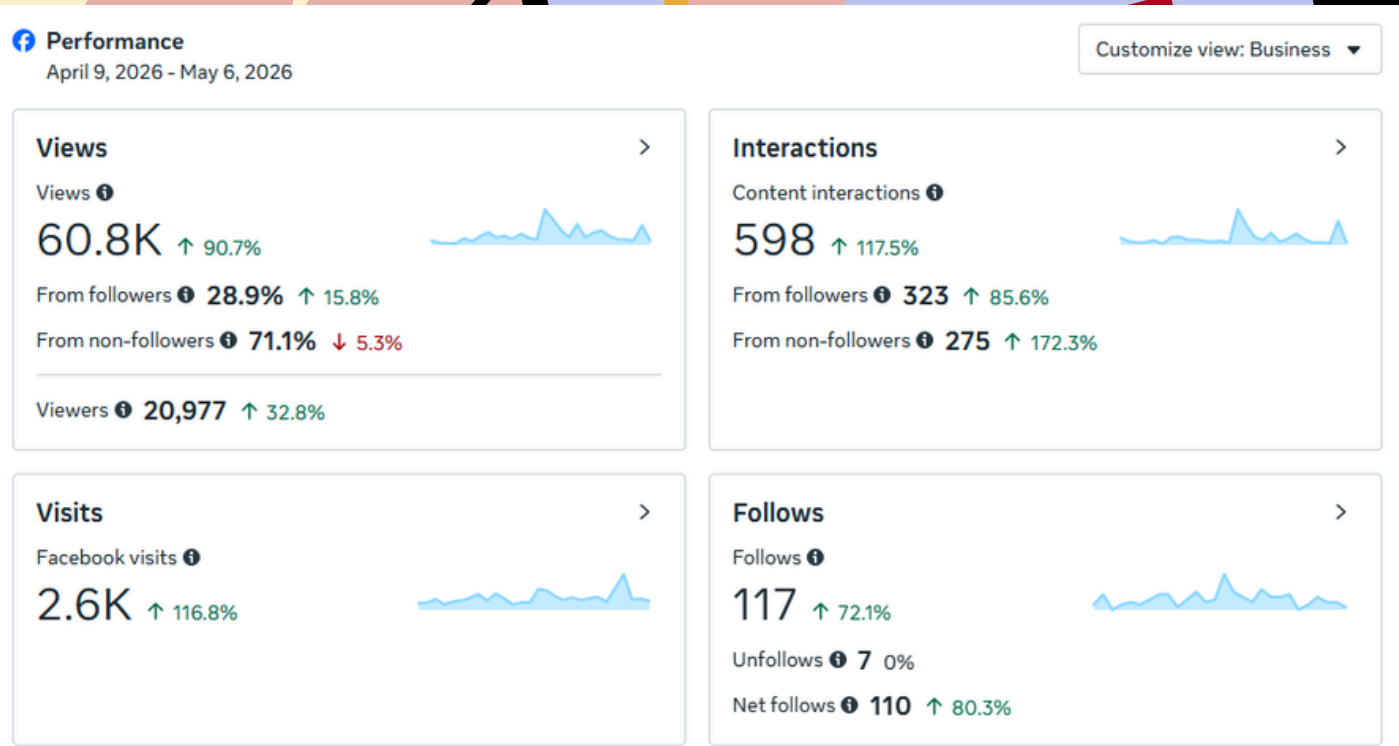 Performance
April 9, 2026 - May 6, 2026
Customize view: Business
Views
Views
60.8K ↑ 90.7%
From followers 28.9% ↑ 15.8%
From non-followers 71.1% ↓ 5.3%
Viewers 20,977 ↑ 32.8%
Interactions
Content interactions
598 ↑ 117.5%
From followers 323 ↑ 85.6%
From non-followers 275 ↑ 172.3%
Visits
Facebook visits
2.6K ↑ 116.8%
Follows
Follows
117 ↑ 72.1%
Unfollows 7 0%
Net follows 110 ↑ 80.3%